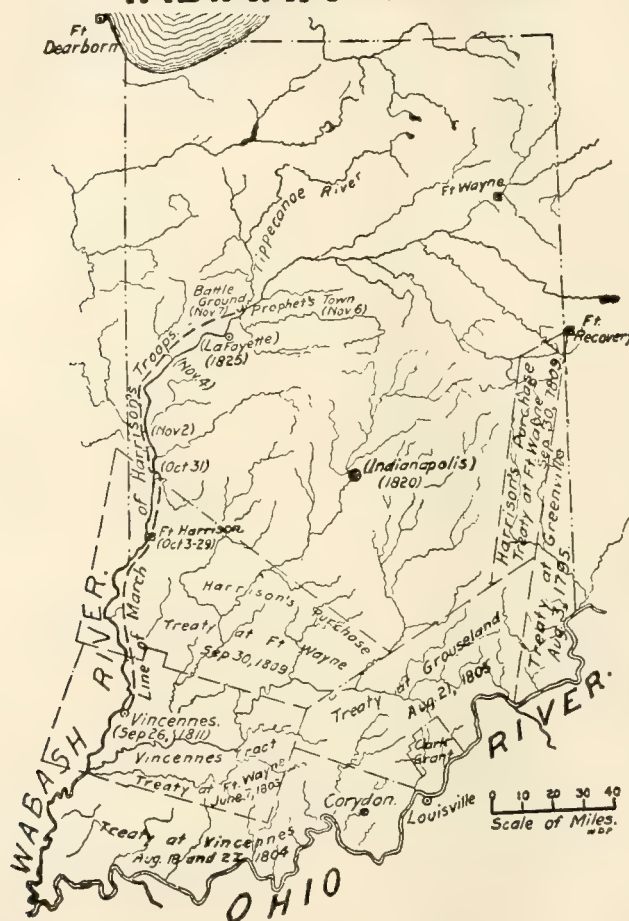 Ft
Dearborn
Tippecanoe River
Ft Wayne
Battle
Ground
(Nov 7)
Prophet's Town
(Nov 6)
Ft.
Recovery
(LaFayette)
(1825)
Line of March of Harrison's Troops
(Nov 4)
(Nov 2)
(Oct 31)
(Indianapolis)
(1820)
Harrison's Purchase
Treaty at Ft Wayne
Sep 30, 1809
Treaty at Greenville
Aug. 3, 1795.
Ft Harrison
(Oct 3-29)
Harrison's Purchase
Treaty at Ft Wayne
Sep 30, 1809
Treaty at Grouseland
Aug. 21, 1805
WABASH RIVER.
Vincennes.
(Sep 26, 1811)
Vincennes Tract
Treaty at Ft. Wayne
June 7, 1803
Clark
Grant
Corydon.
Louisville
Treaty at Vincennes
Aug. 18 and 27, 1804
OHIO RIVER.
0 10 20 30 40
Scale of Miles.
W.D.P.